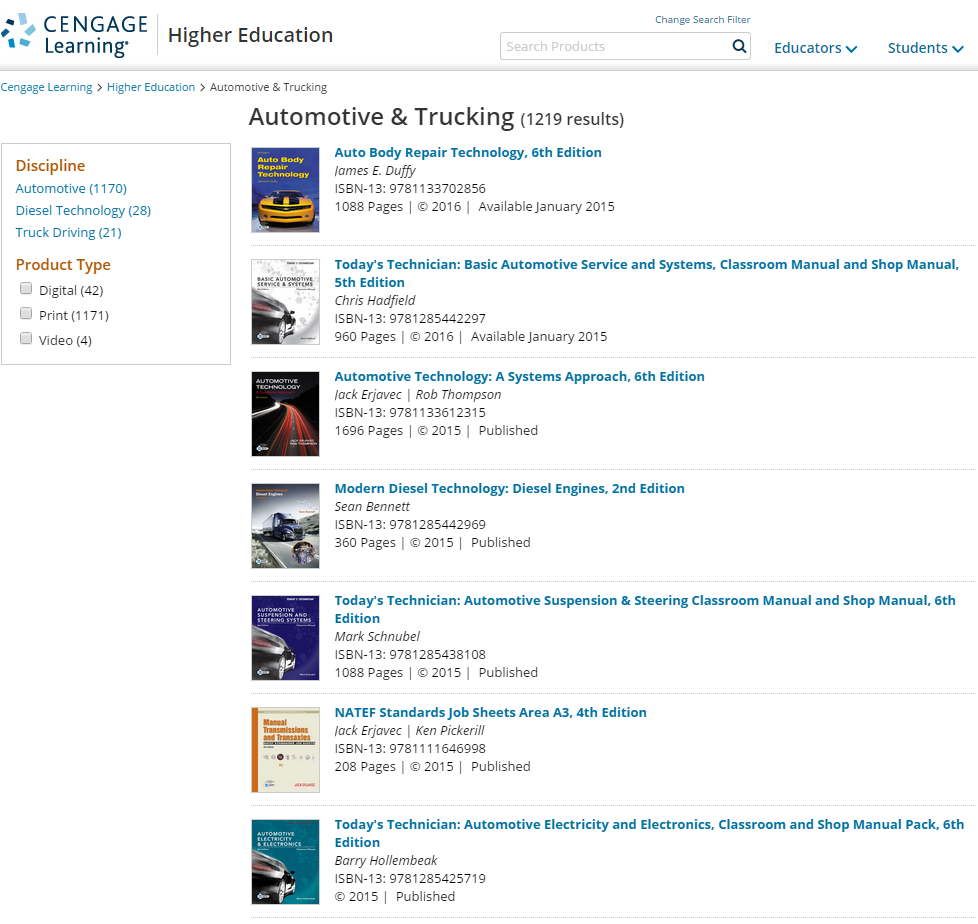 CENGAGE
Learning®
Higher Education
Change Search Filter
Search Products
Educators
Students
Cengage Learning > Higher Education > Automotive & Trucking
Automotive & Trucking (1219 results)
Discipline
Automotive (1170)
Diesel Technology (28)
Truck Driving (21)
Product Type
Digital (42)
Print (1171)
Video (4)
Auto Body
Repair
Technology
Auto Body Repair Technology, 6th Edition
James E. Duffy
ISBN-13: 9781133702856
1088 Pages | © 2016 | Available January 2015
TODAY'S TECHNICIAN
BASIC AUTOMOTIVE
SERVICE & SYSTEMS
Today's Technician: Basic Automotive Service and Systems, Classroom Manual and Shop Manual,
5th Edition
Chris Hadfield
ISBN-13: 9781285442297
960 Pages | © 2016 | Available January 2015
AUTOMOTIVE
TECHNOLOGY
JACK ERJAVEC
ROB THOMPSON
Automotive Technology: A Systems Approach, 6th Edition
Jack Erjavec | Rob Thompson
ISBN-13: 9781133612315
1696 Pages | © 2015 | Published
Diesel Engines
Modern Diesel Technology: Diesel Engines, 2nd Edition
Sean Bennett
ISBN-13: 9781285442969
360 Pages | © 2015 | Published
TODAY'S TECHNICIAN
AUTOMOTIVE
SUSPENSION AND
STEERING SYSTEMS
Today's Technician: Automotive Suspension & Steering Classroom Manual and Shop Manual, 6th
Edition
Mark Schnubel
ISBN-13: 9781285438108
1088 Pages | © 2015 | Published
Manual
Transmissions
and Transaxles
JACK ERJAVEC
NATEF Standards Job Sheets Area A3, 4th Edition
Jack Erjavec | Ken Pickerill
ISBN-13: 9781111646998
208 Pages | © 2015 | Published
AUTOMOTIVE
ELECTRICITY
& ELECTRONICS
Today's Technician: Automotive Electricity and Electronics, Classroom and Shop Manual Pack, 6th
Edition
Barry Hollembeak
ISBN-13: 9781285425719
© 2015 | Published